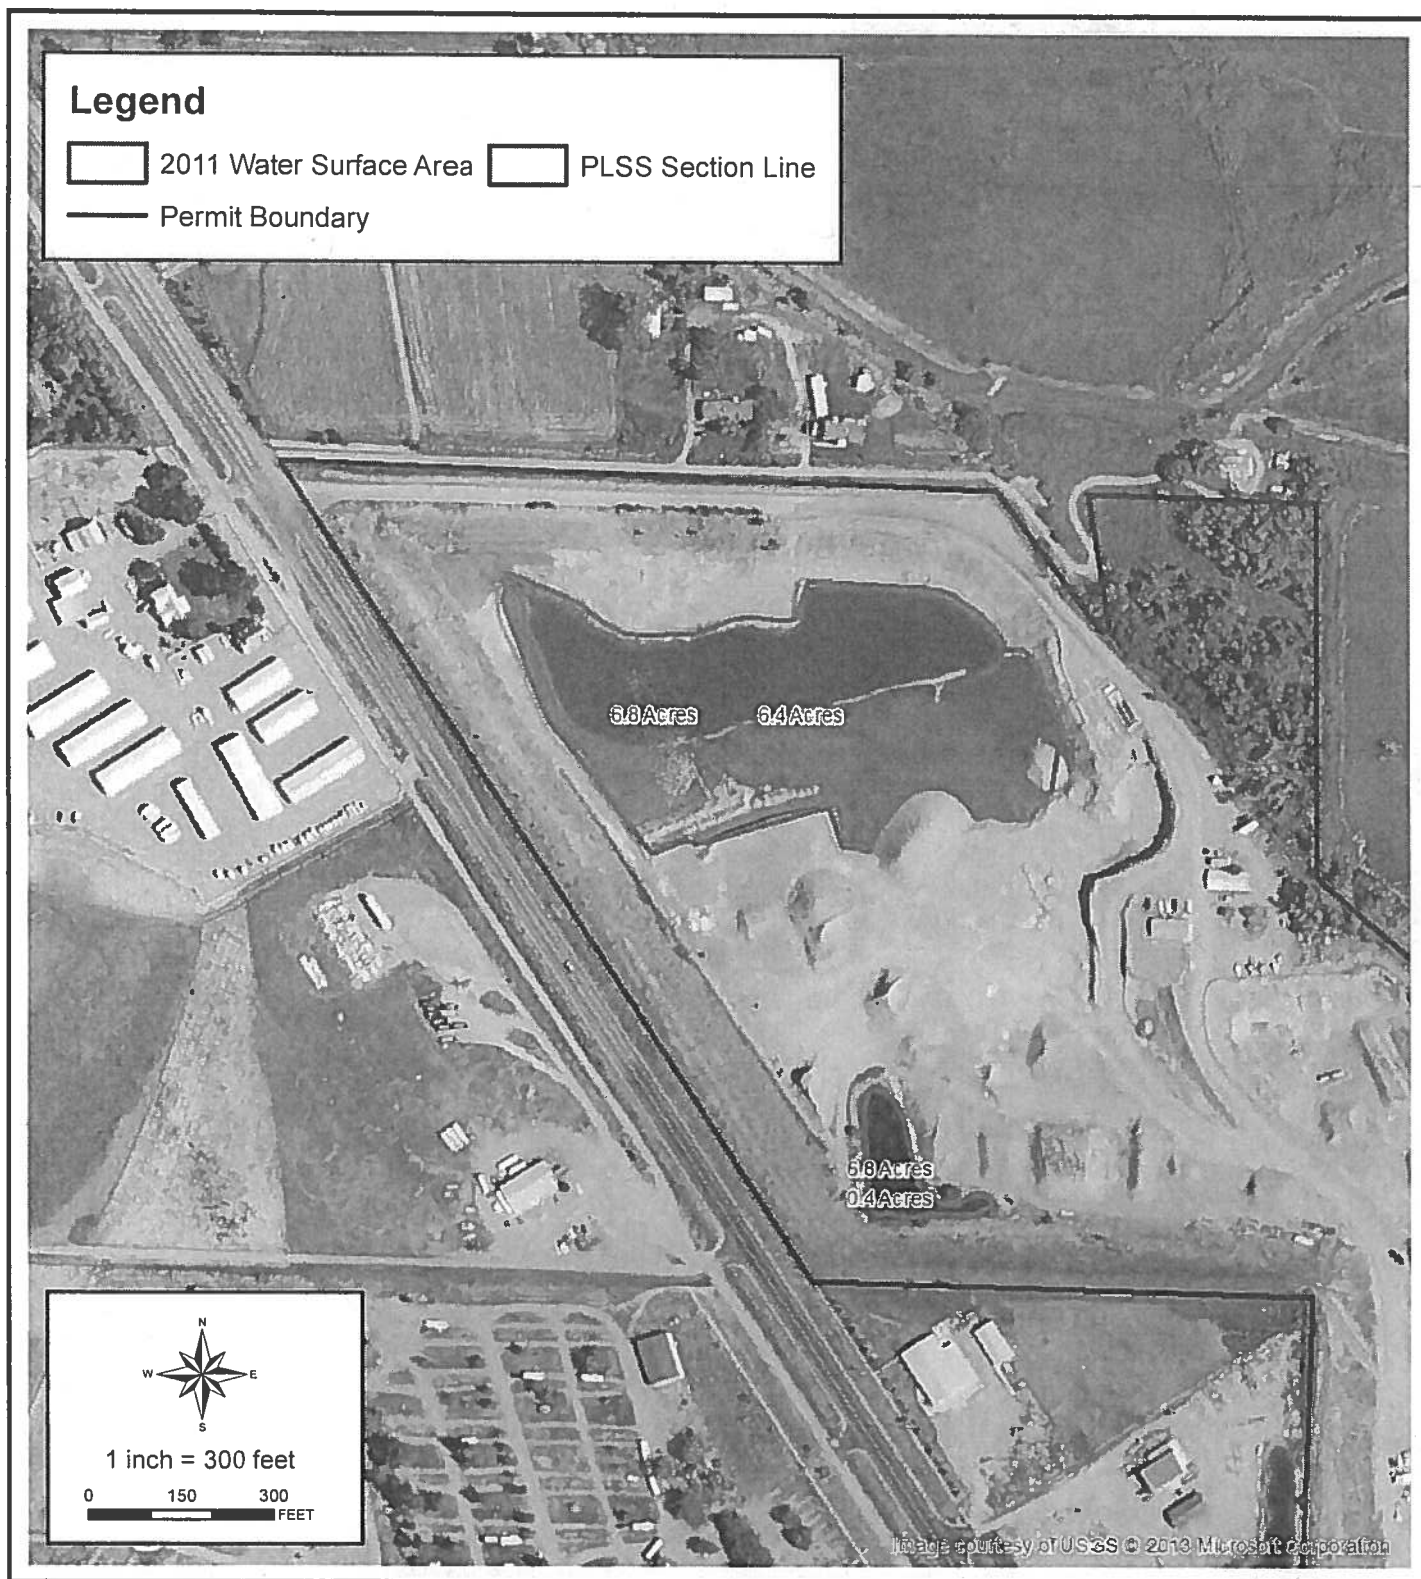 Legend
2011 Water Surface Area PLSS Section Line
Permit Boundary
6.8 Acres 6.4 Acres
6.8 Acres
0.4 Acres
N
W E
S
1 inch = 300 feet
0 150 300
FEET
Image courtesy of USGS © 2013 Microsoft Corporation